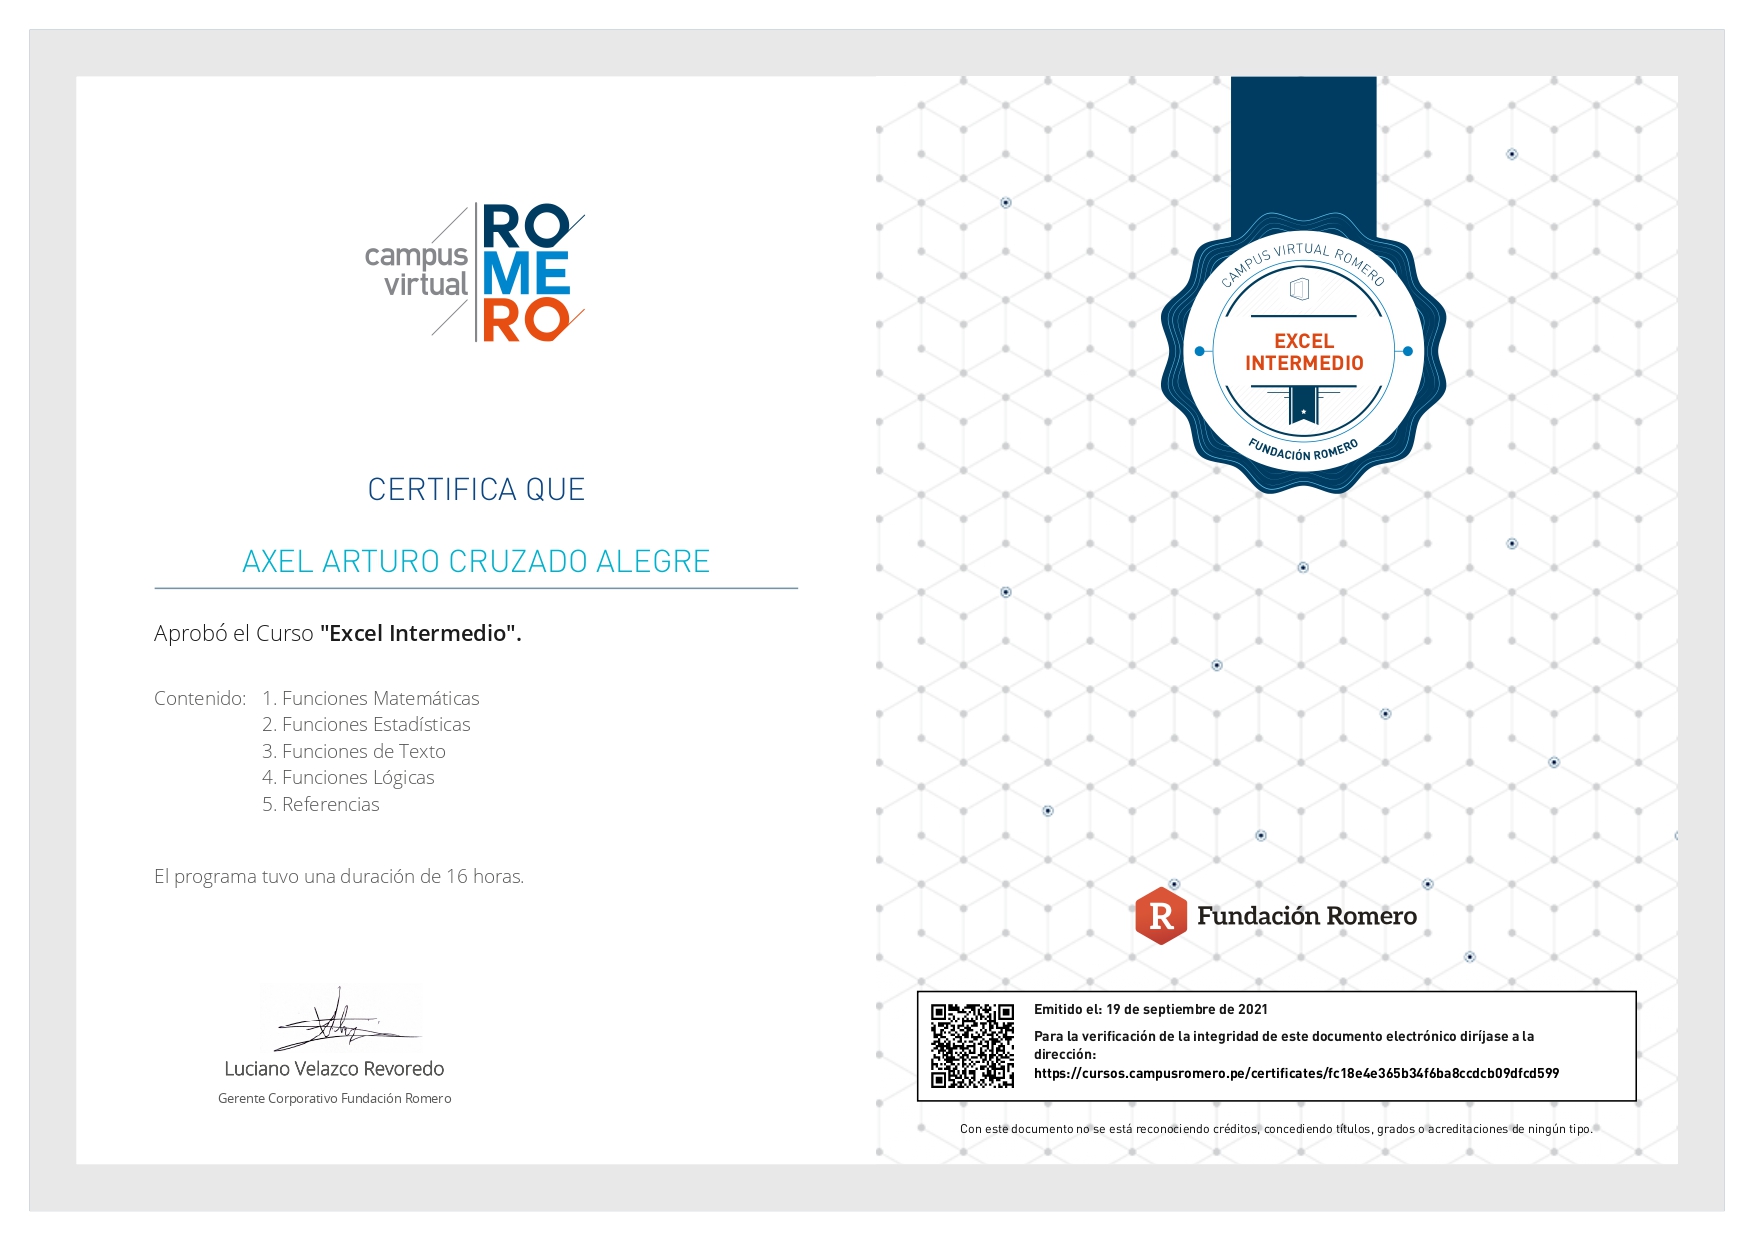 campus
virtual
RO
ME
RO
CERTIFICA QUE
AXEL ARTURO CRUZADO ALEGRE
Aprobó el Curso "Excel Intermedio".
Contenido: 1. Funciones Matemáticas
2. Funciones Estadísticas
3. Funciones de Texto
4. Funciones Lógicas
5. Referencias
El programa tuvo una duración de 16 horas.
Luciano Velazco Revoredo
Gerente Corporativo Fundación Romero
CAMPUS VIRTUAL ROMERO
EXCEL
INTERMEDIO
FUNDACIÓN ROMERO
R Fundación Romero
Emitido el: 19 de septiembre de 2021
Para la verificación de la integridad de este documento electrónico diríjase a la
dirección:
https://cursos.campusromero.pe/certificates/fc18e4e365b34f6ba8ccdcb09dfcd599
Con este documento no se está reconociendo créditos, concediendo títulos, grados o acreditaciones de ningún tipo.